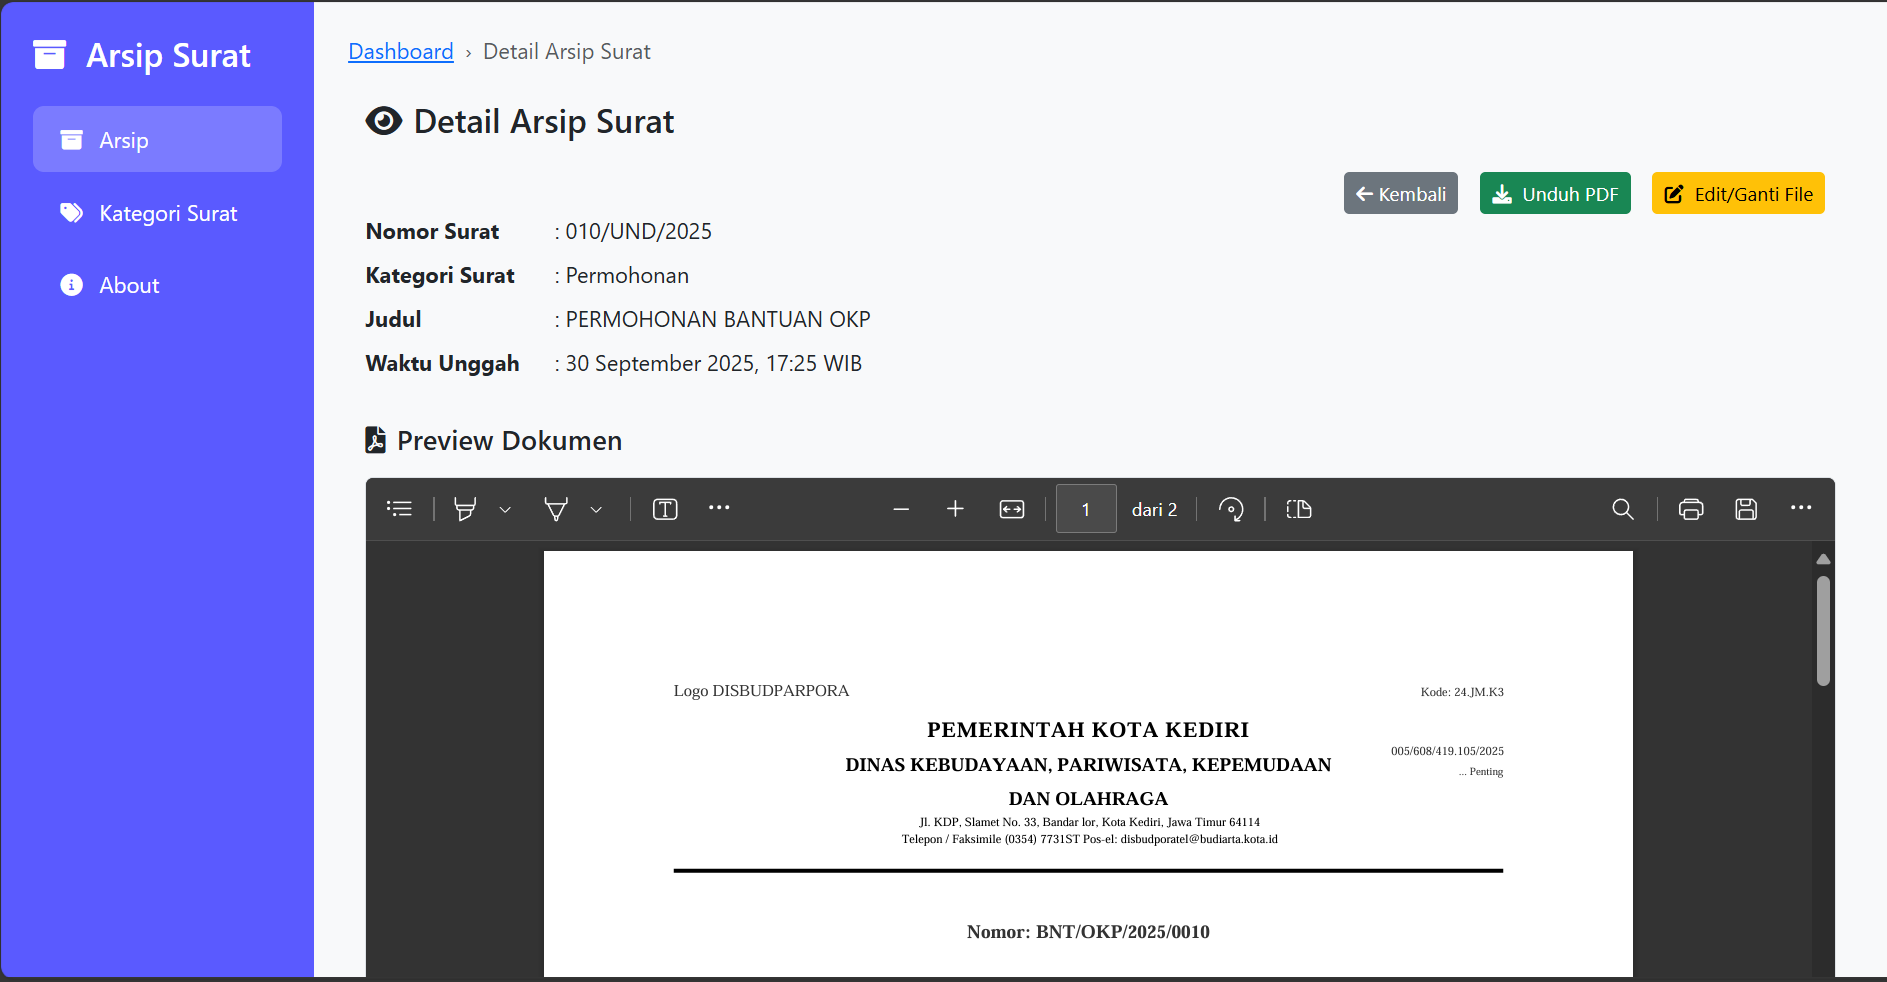 Arsip Surat
Arsip
Kategori Surat
About
Dashboard › Detail Arsip Surat
Detail Arsip Surat
Kembali
Unduh PDF
Edit/Ganti File
Nomor Surat : 010/UND/2025
Kategori Surat : Permohonan
Judul : PERMOHONAN BANTUAN OKP
Waktu Unggah : 30 September 2025, 17:25 WIB
Preview Dokumen
1 dari 2
Logo DISBUDPARPORA
Kode: 24.JM.K3
PEMERINTAH KOTA KEDIRI
005/608/419.105/2025
DINAS KEBUDAYAAN, PARIWISATA, KEPEMUDAAN
... Penting
DAN OLAHRAGA
Jl. KDP, Slamet No. 33, Bandar lor, Kota Kediri, Jawa Timur 64114
Telepon / Faksimile (0354) 7731ST Pos-el: disbudporatel@budiarta.kota.id
Nomor: BNT/OKP/2025/0010